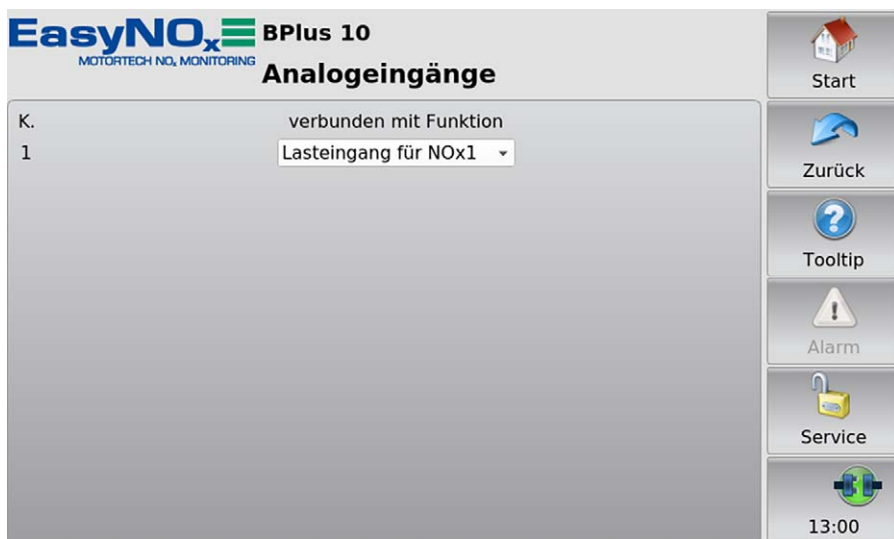 EasyNOx BPlus 10
MOTORTECH NOx MONITORING
Analogeingänge
K. verbunden mit Funktion
1 Lasteingang für NOx1
Start
Zurück
Tooltip
Alarm
Service
13:00